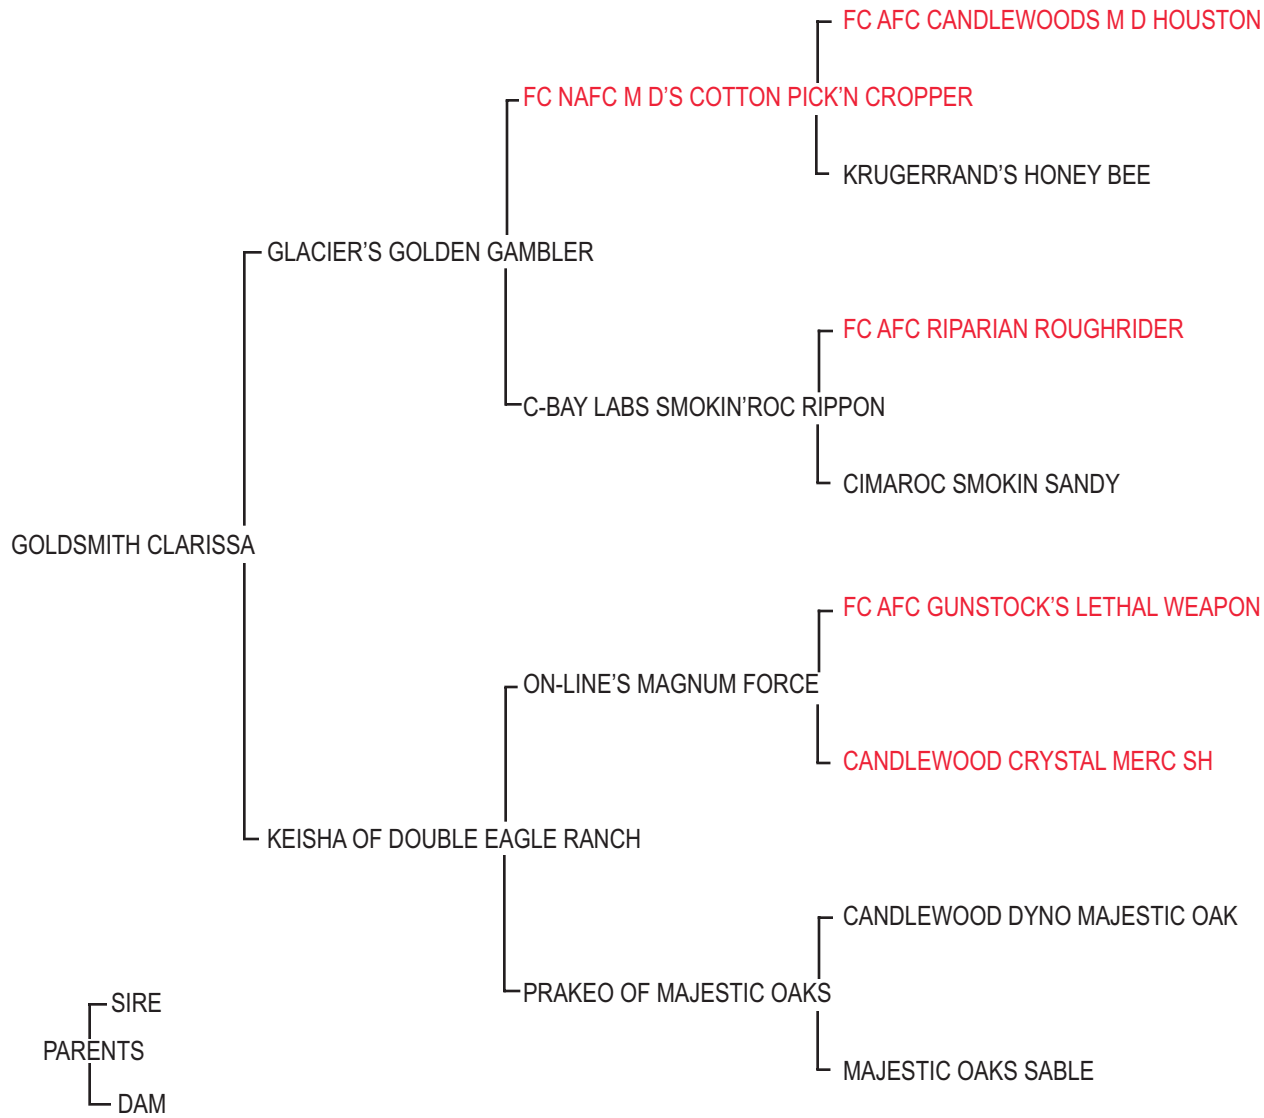 FC AFC CANDLEWOODS M D HOUSTON
FC NAFC M D’S COTTON PICK’N CROPPER
KRUGERRAND’S HONEY BEE
GLACIER’S GOLDEN GAMBLER
FC AFC RIPARIAN ROUGHRIDER
C-BAY LABS SMOKIN’ROC RIPPON
CIMAROC SMOKIN SANDY
GOLDSMITH CLARISSA
FC AFC GUNSTOCK’S LETHAL WEAPON
ON-LINE’S MAGNUM FORCE
CANDLEWOOD CRYSTAL MERC SH
KEISHA OF DOUBLE EAGLE RANCH
CANDLEWOOD DYNO MAJESTIC OAK
PRAKEO OF MAJESTIC OAKS
MAJESTIC OAKS SABLE
SIRE
PARENTS
DAM